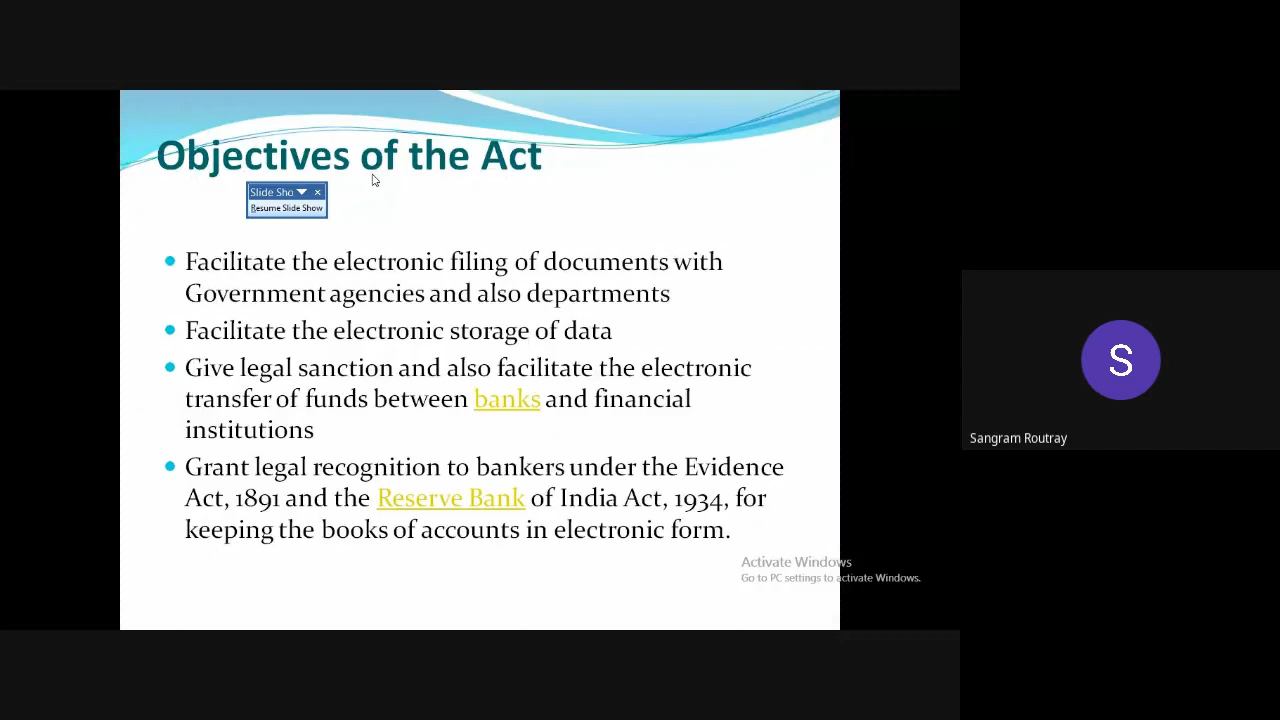 Objectives of the Act
Slide Sho
Resume Slide Show
Facilitate the electronic filing of documents with
Government agencies and also departments
Facilitate the electronic storage of data
Give legal sanction and also facilitate the electronic
transfer of funds between banks and financial
institutions
Grant legal recognition to bankers under the Evidence
Act, 1891 and the Reserve Bank of India Act, 1934, for
keeping the books of accounts in electronic form.
Activate Windows
Go to PC settings to activate Windows.
S
Sangram Routray